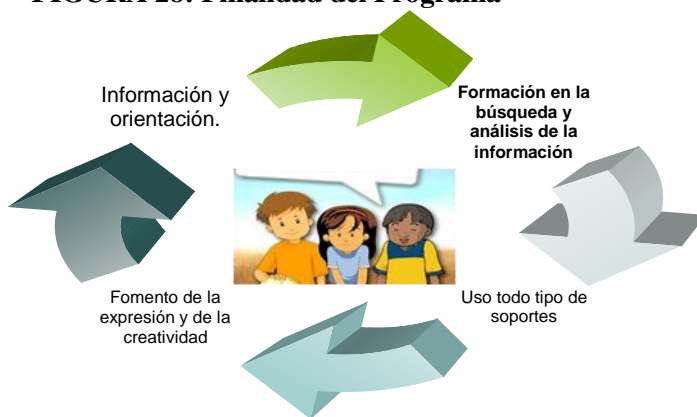 FIGURA 28. Finalidad del Programa
Información y
orientación.
Formación en la
búsqueda y
análisis de la
información
Uso todo tipo de
soportes
Fomento de la
expresión y de la
creatividad